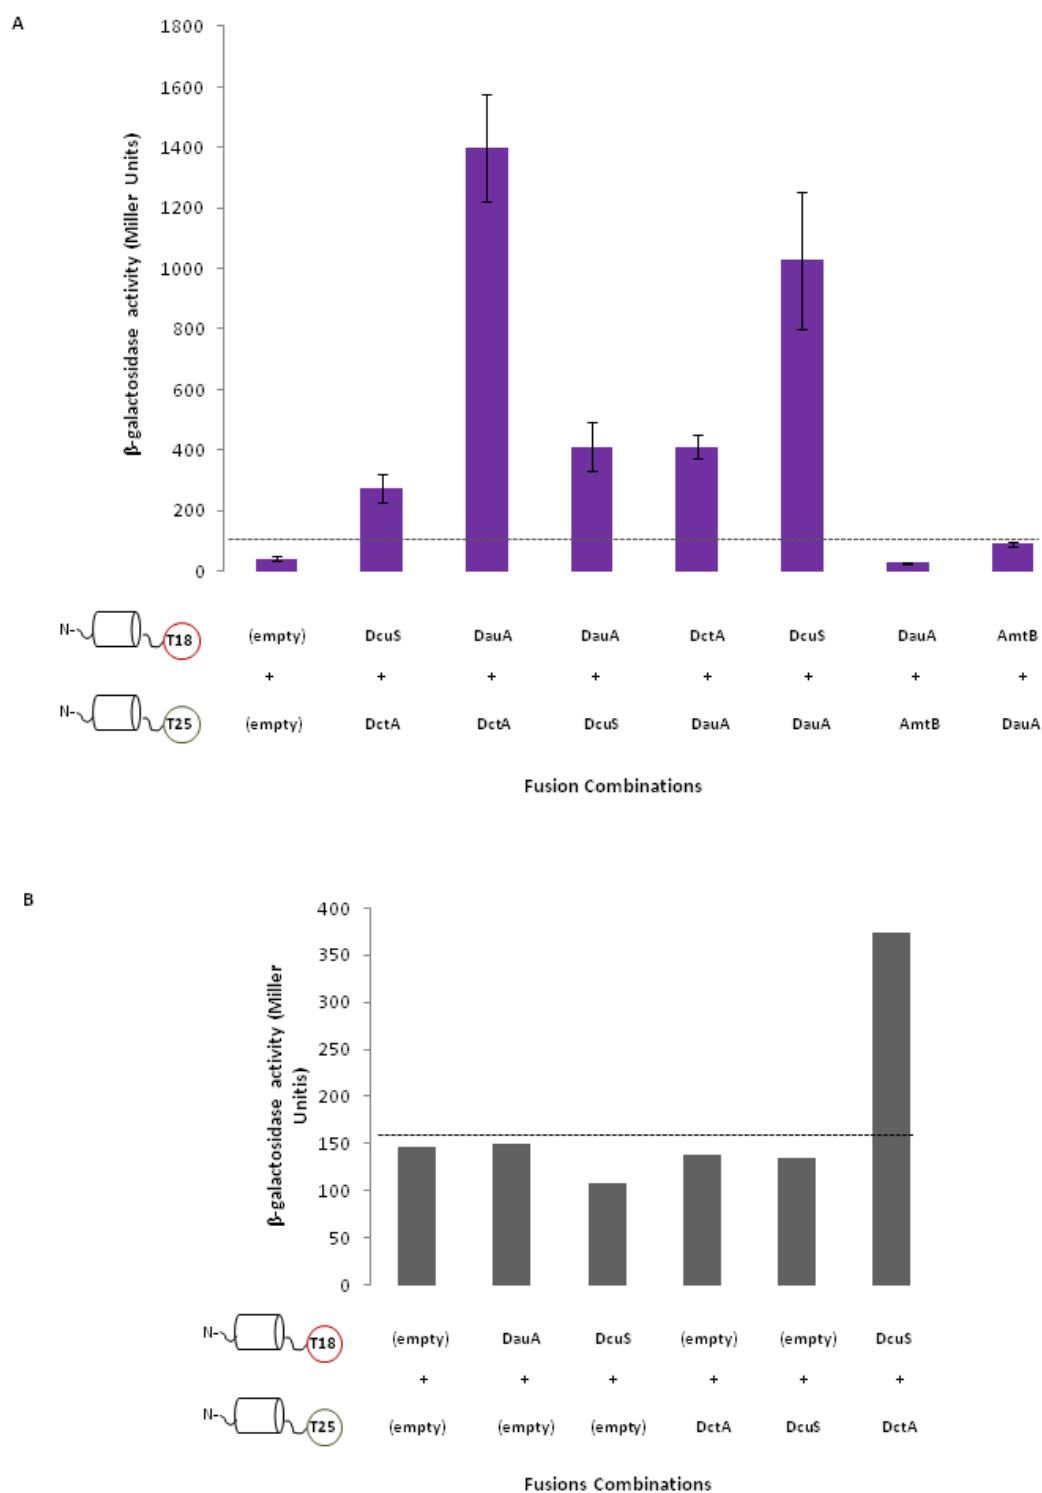 A
β-galactosidase activity (Miller Units)
1800
1600
1400
1200
1000
800
600
400
200
0
N-
T18
(empty) DcuS DauA DauA DctA DcuS DauA AmtB
+ + + + + + + +
N-
T25
(empty) DctA DctA DcuS DauA DauA AmtB DauA
Fusion Combinations
B
β-galactosidase activity (Miller
Unitis)
400
350
300
250
200
150
100
50
0
N-
T18
(empty) DauA DcuS (empty) (empty) DcuS
+ + + + + +
N-
T25
(empty) (empty) (empty) DctA DcuS DctA
Fusions Combinations